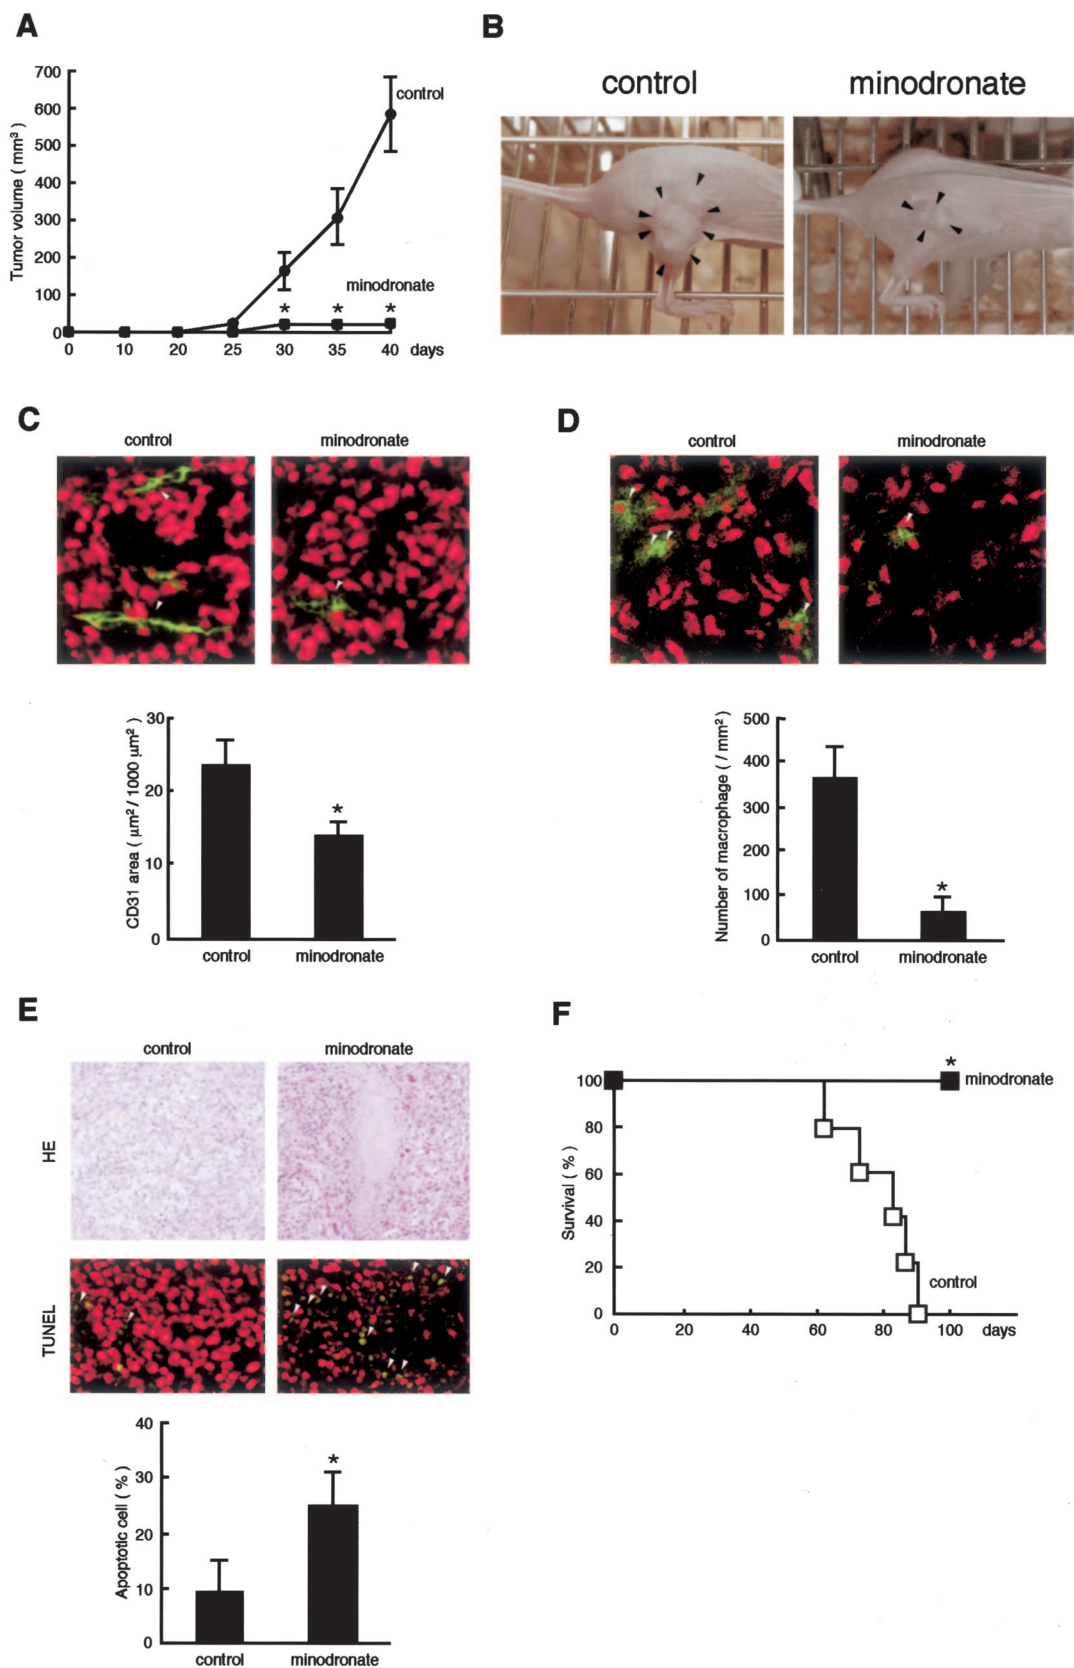 A
B
700
600
500
400
300
200
100
0
Tumor volume ( mm³ )
control
minodronate
* * *
0 10 20 25 30 35 40 days
control minodronate
C
control minodronate
30
20
10
0
CD31 area ( μm² / 1000 μm² )
*
control minodronate
D
control minodronate
500
400
300
200
100
0
Number of macrophage ( / mm² )
*
control minodronate
E
control minodronate
HE
TUNEL
40
30
20
10
0
Apoptotic cell ( % )
*
control minodronate
F
100
80
60
40
20
0
Survival ( % )
*
minodronate
control
0 20 40 60 80 100 days